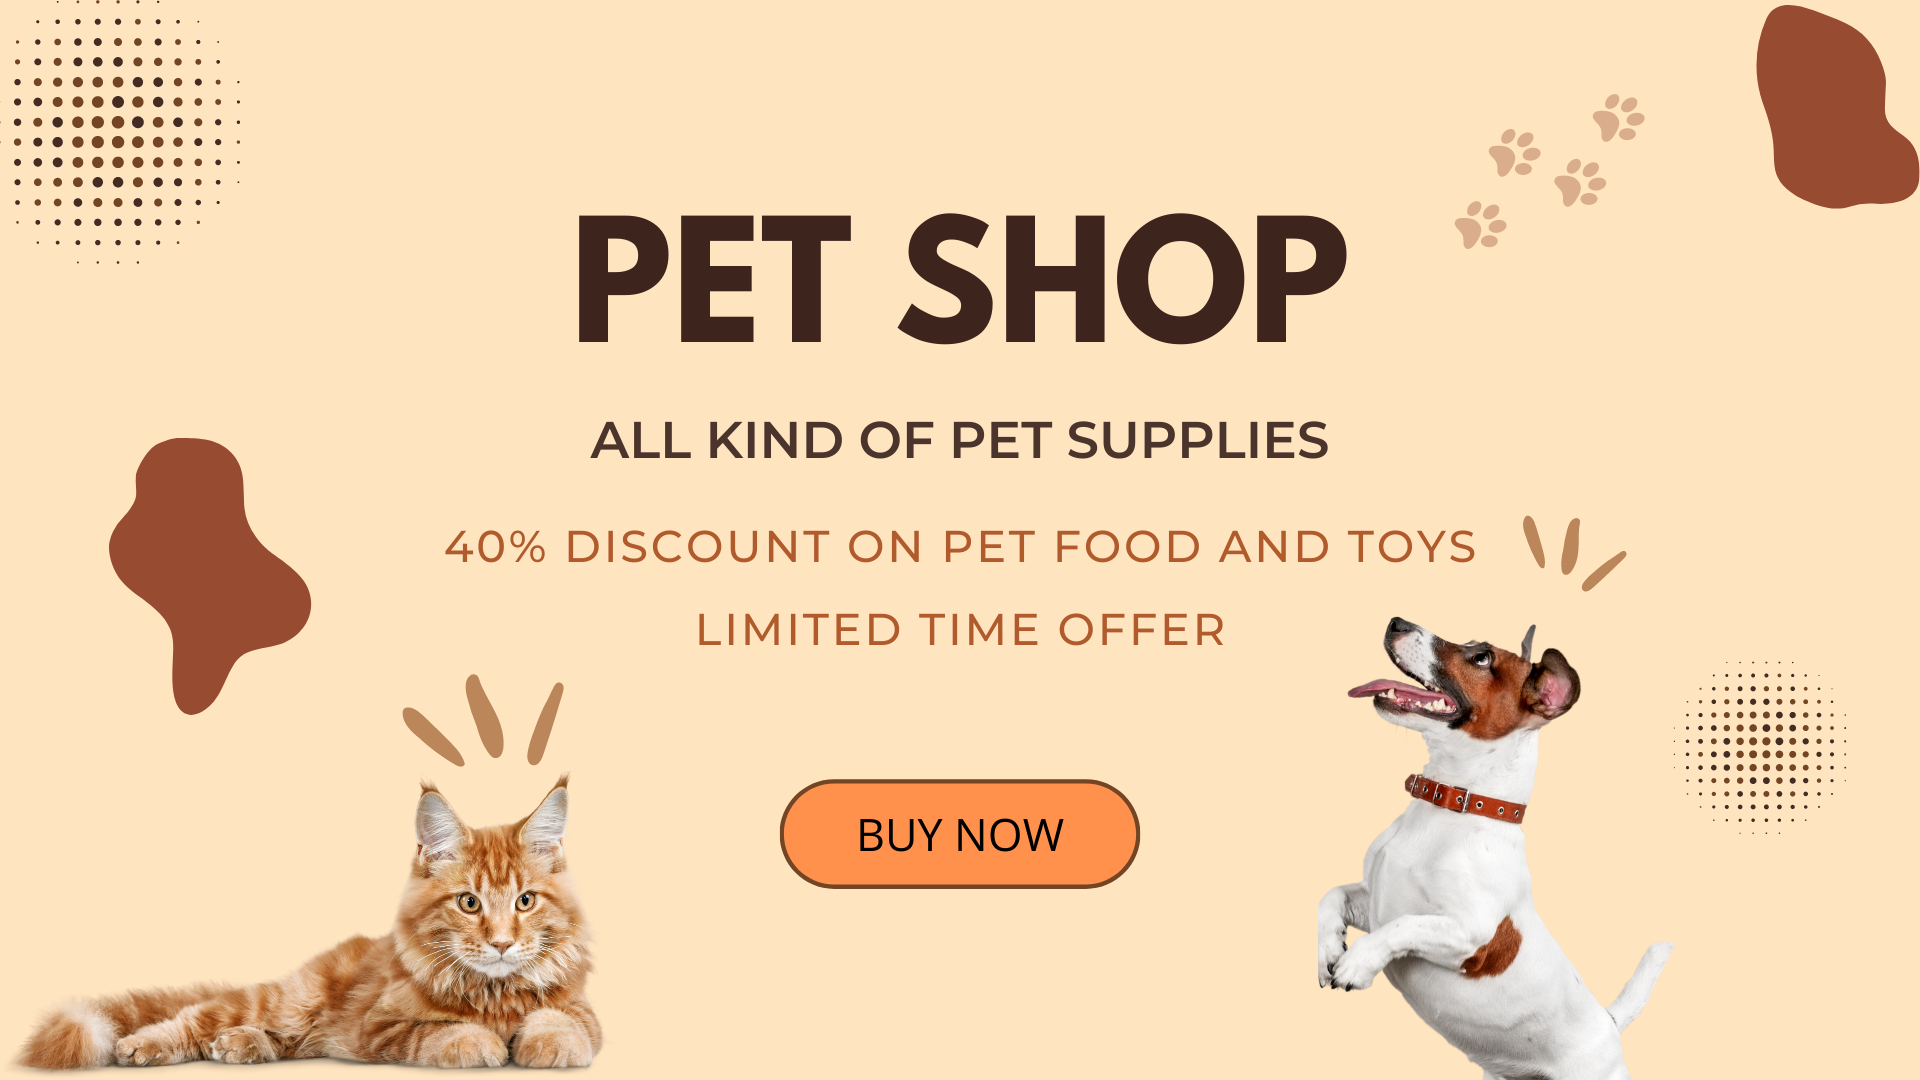 PET SHOP
ALL KIND OF PET SUPPLIES
40% DISCOUNT ON PET FOOD AND TOYS
LIMITED TIME OFFER
BUY NOW